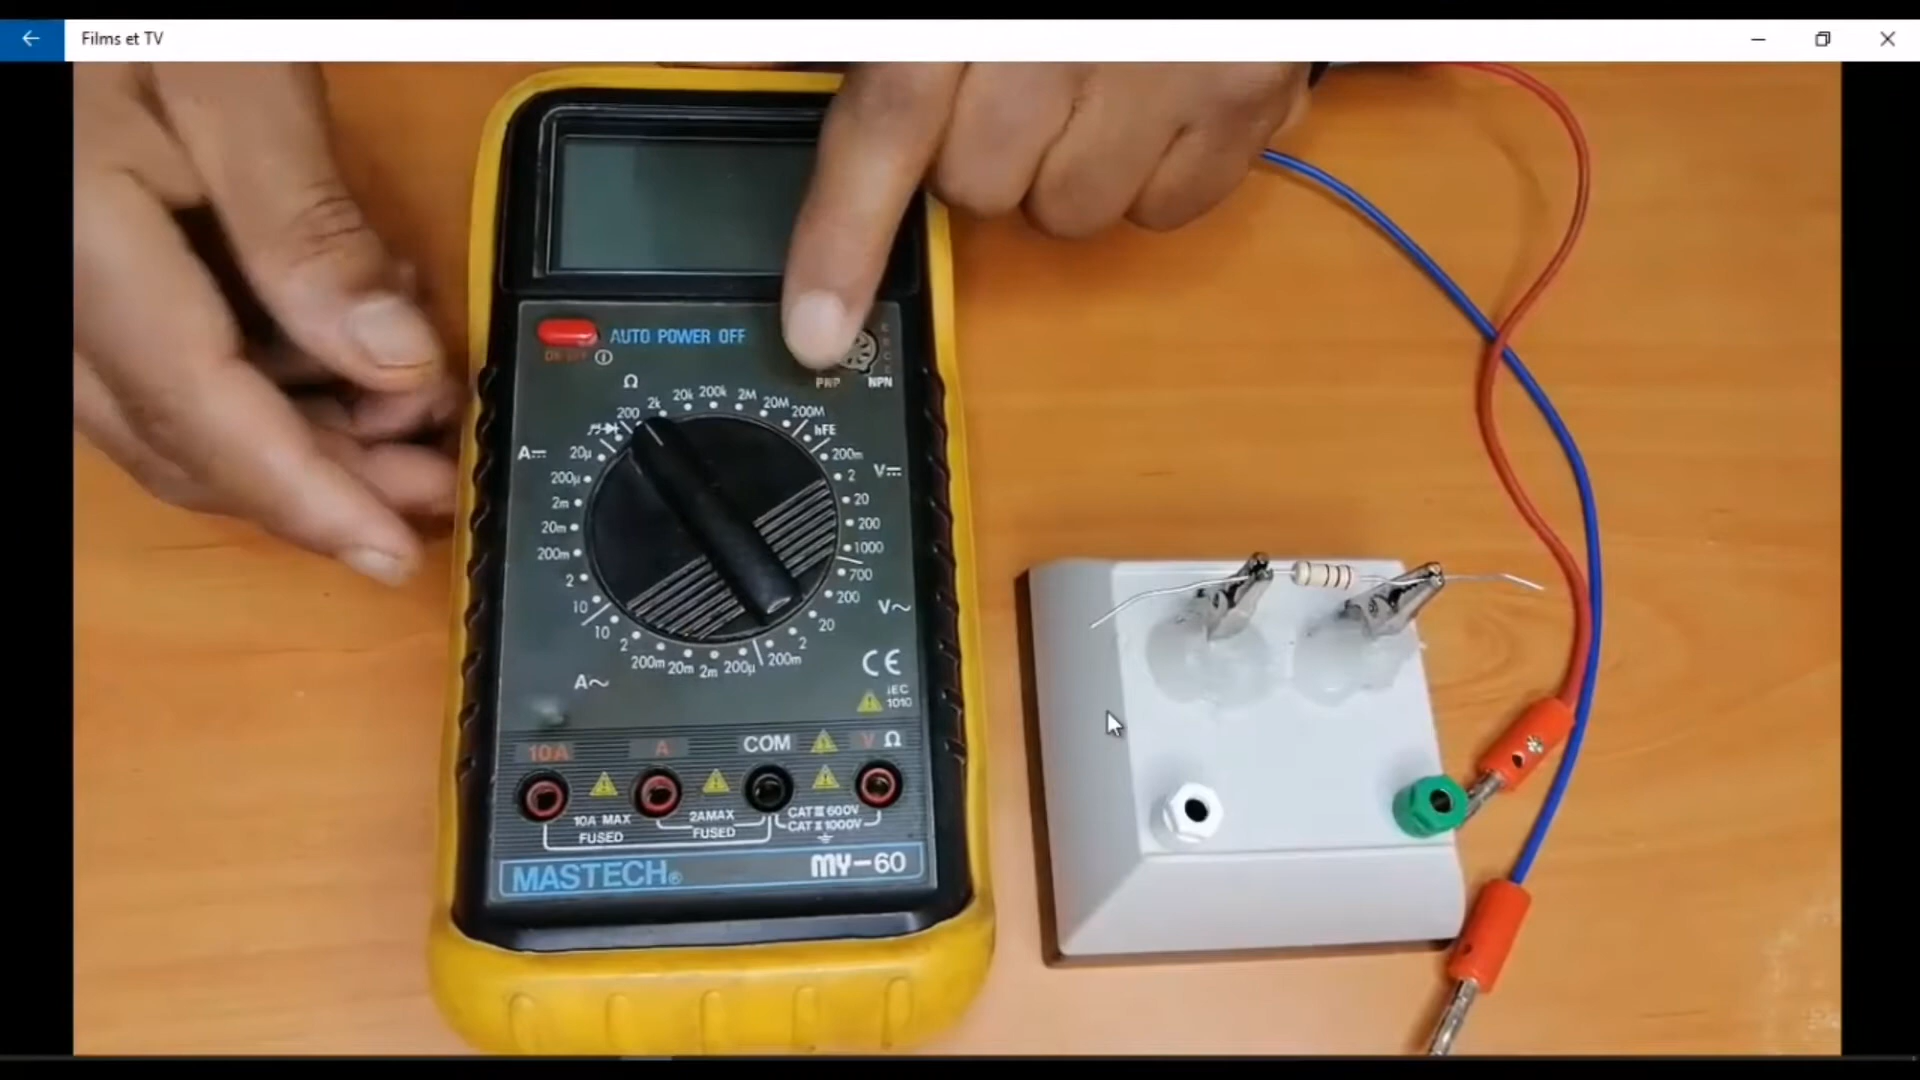 Films et TV
AUTO POWER OFF
PNP NPN
Ω
200 2k 20k 200k 2M 20M 200M
hFE
A⎓ 20µ 200m
V⎓
200µ 2
2m 20
20m 200
200m 1000
2 700
10 200
V~
10 20
2 2
200m 20m 2m 200µ 200m
A~
CE
IEC
1010
10A A COM V Ω
10A MAX
FUSED
2A MAX
FUSED
CAT III 600V
CAT II 1000V
MASTECH® MY-60